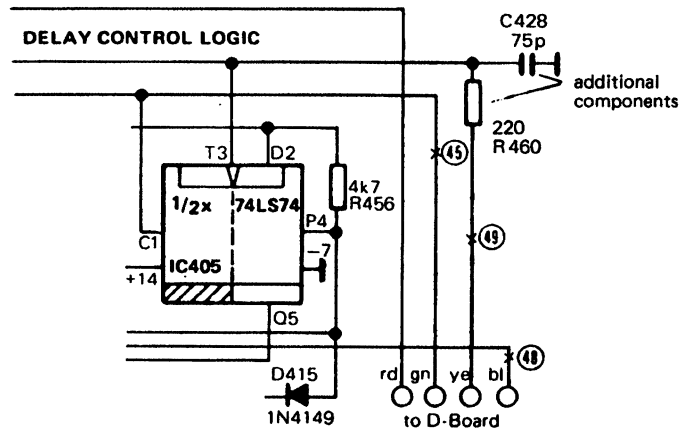 DELAY CONTROL LOGIC
C428
75p
additional
components
220
R460
T3
D2
45
4k7
R456
1/2x
74LS74
P4
C1
49
-7
IC405
+14
Q5
48
D415
1N4149
rd
gn
ye
bl
to D-Board